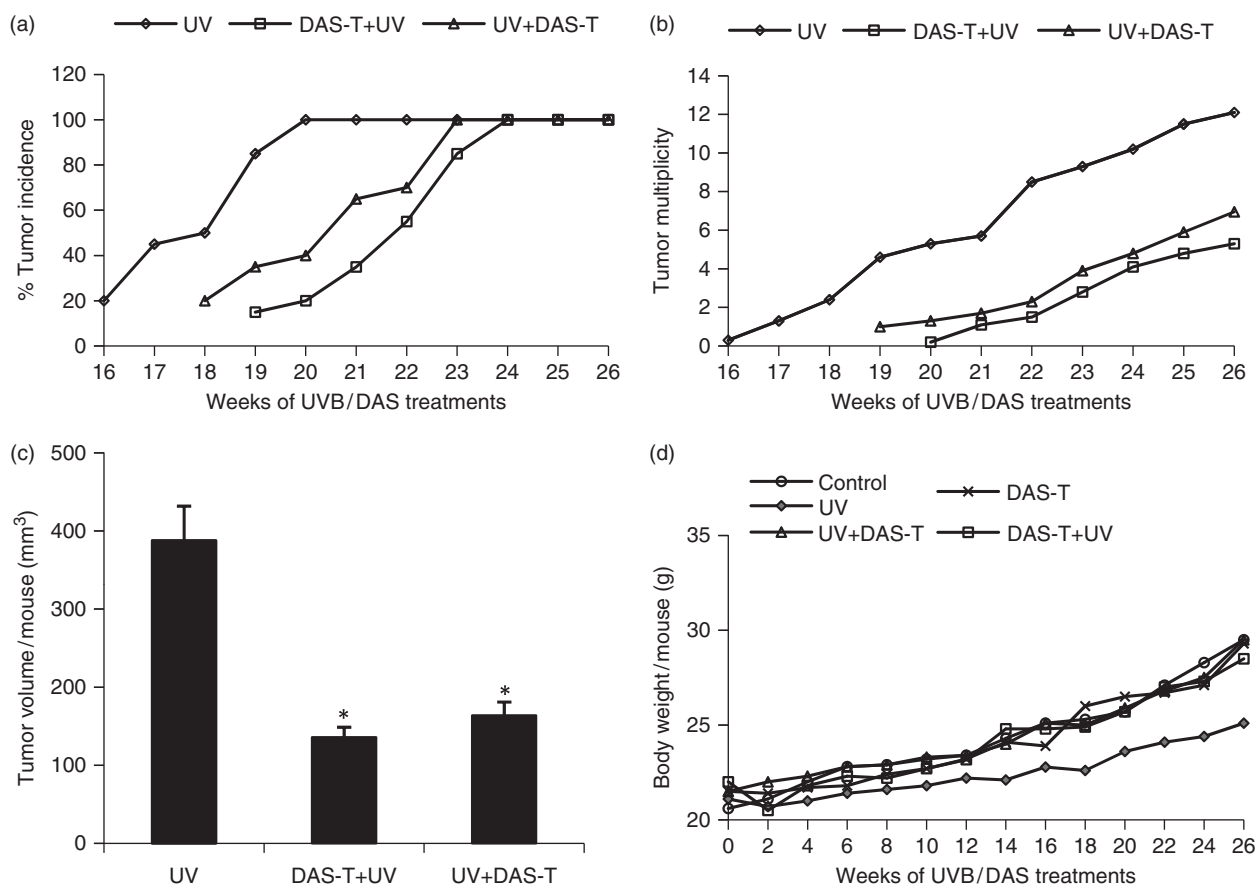 (a)
UV DAS-T+UV UV+DAS-T
120
100
80
60
40
20
0
% Tumor incidence
16 17 18 19 20 21 22 23 24 25 26
Weeks of UVB/DAS treatments
(b)
UV DAS-T+UV UV+DAS-T
14
12
10
8
6
4
2
0
Tumor multiplicity
16 17 18 19 20 21 22 23 24 25 26
Weeks of UVB/DAS treatments
(c)
500
400
300
200
100
0
Tumor volume/mouse (mm³)
*
*
UV DAS-T+UV UV+DAS-T
(d)
Control DAS-T
UV
UV+DAS-T DAS-T+UV
35
30
25
20
Body weight/mouse (g)
0 2 4 6 8 10 12 14 16 18 20 22 24 26
Weeks of UVB/DAS treatments